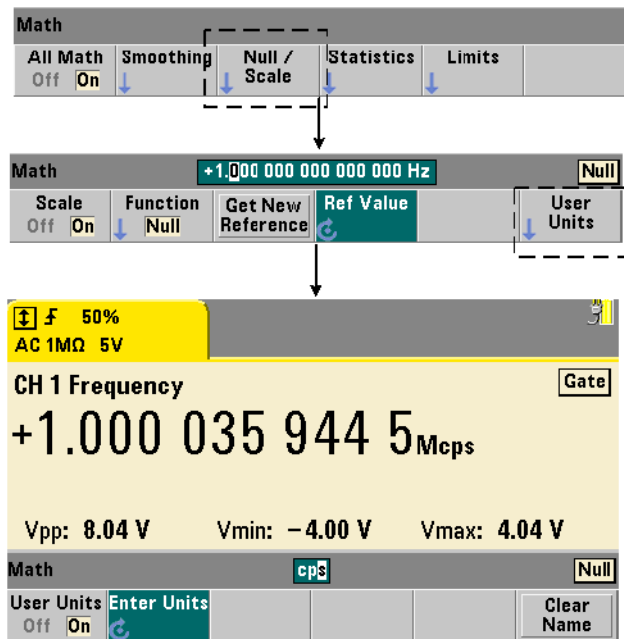 Math
All Math Smoothing Null / Statistics Limits
Off On Scale
Math +1.000 000 000 000 000 Hz Null
Scale Function Get New Ref Value User
Off On Null Reference Units
50%
AC 1MΩ 5V
CH 1 Frequency Gate
+1.000 035 944 5 Mcps
Vpp: 8.04 V Vmin: –4.00 V Vmax: 4.04 V
Math cps Null
User Units Enter Units Clear
Off On Name